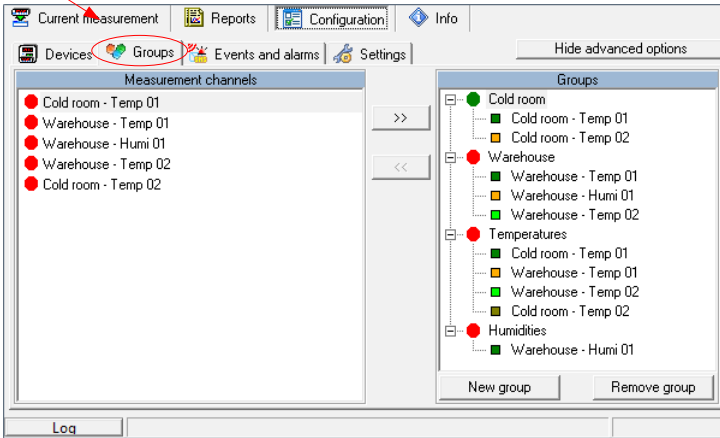 Current measurement Reports Configuration Info
Devices Groups Events and alarms Settings Hide advanced options
Measurement channels
Cold room - Temp 01
Warehouse - Temp 01
Warehouse - Humi 01
Warehouse - Temp 02
Cold room - Temp 02
>>
<<
Groups
Cold room
Cold room - Temp 01
Cold room - Temp 02
Warehouse
Warehouse - Temp 01
Warehouse - Humi 01
Warehouse - Temp 02
Temperatures
Cold room - Temp 01
Warehouse - Temp 01
Warehouse - Temp 02
Cold room - Temp 02
Humidities
Warehouse - Humi 01
New group Remove group
Log